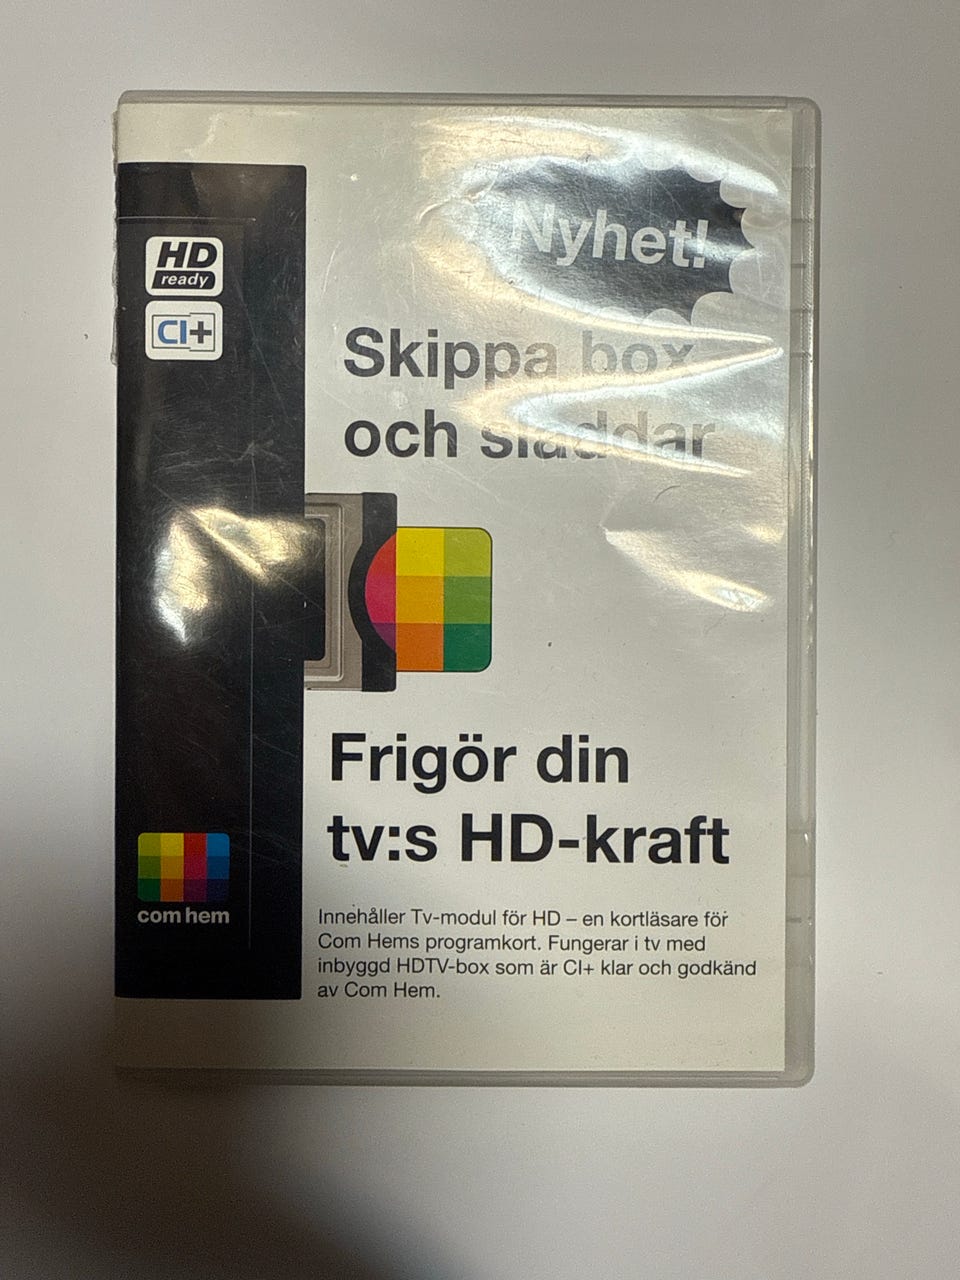 Nyhet!
HD
ready
CI+
Skippa box
och sladdar
Frigör din
tv:s HD-kraft
com hem
Innehåller Tv-modul för HD – en kortläsare för
Com Hems programkort. Fungerar i tv med
inbyggd HDTV-box som är CI+ klar och godkänd
av Com Hem.